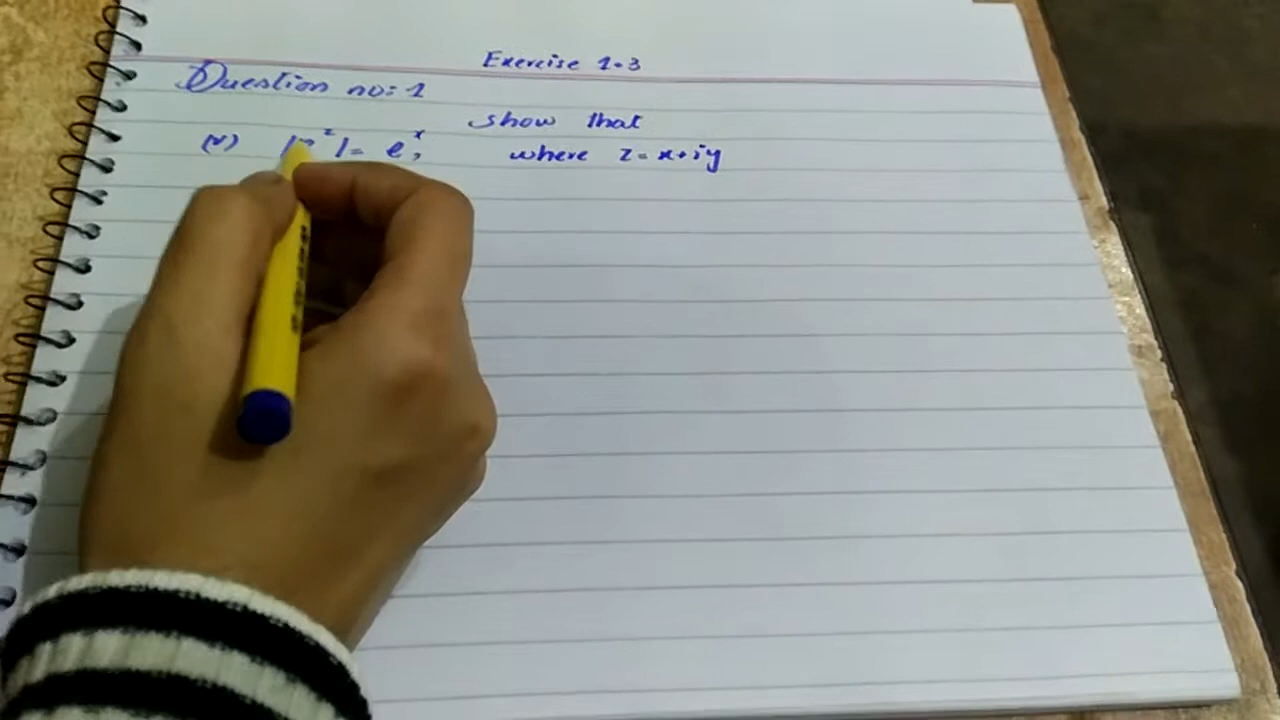 Exercise 1.3
Question no: 1
show that
(v) |e^z| = e^x, where z = x+iy